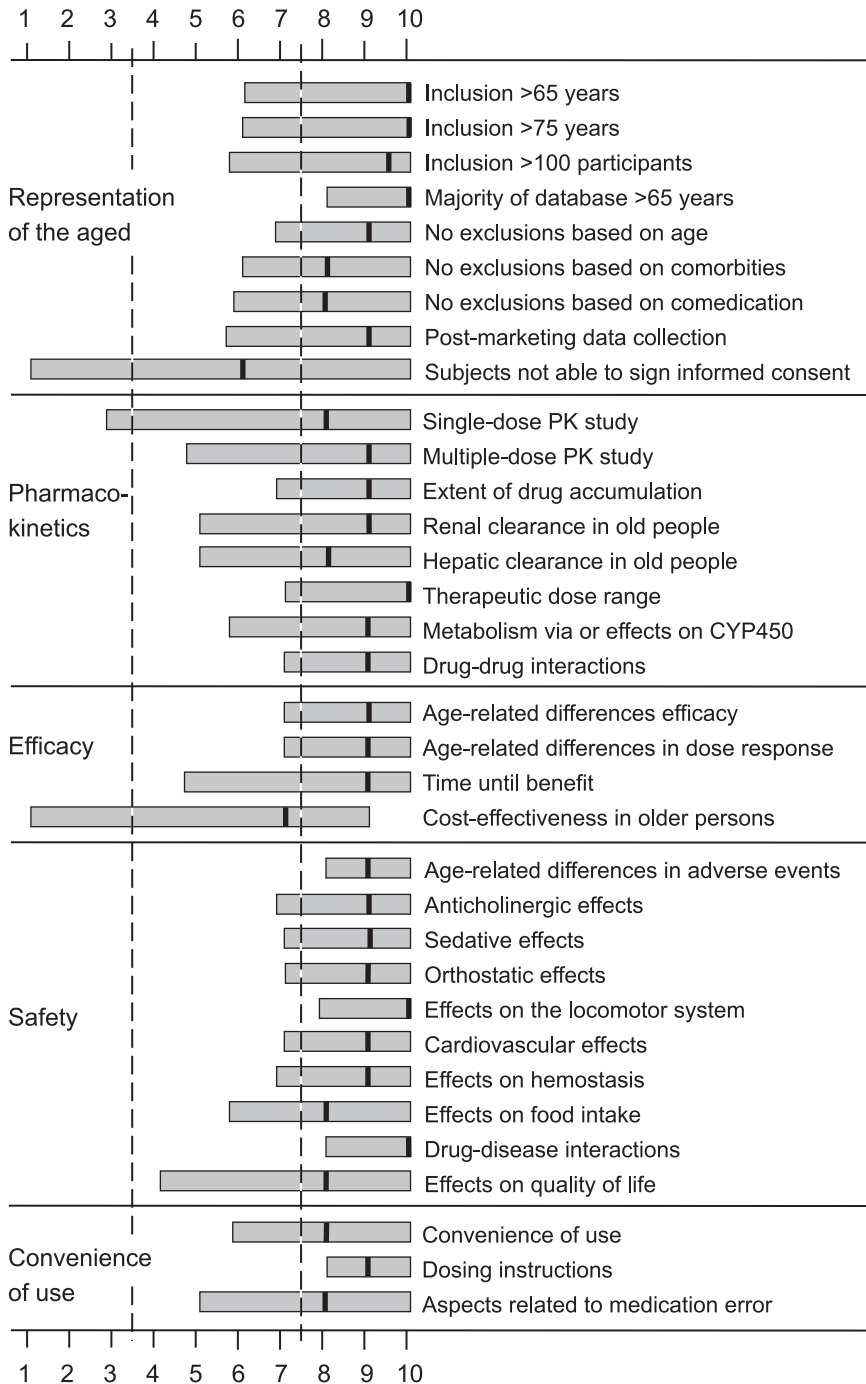 1 2 3 4 5 6 7 8 9 10
Representation
of the aged
Inclusion >65 years
Inclusion >75 years
Inclusion >100 participants
Majority of database >65 years
No exclusions based on age
No exclusions based on comorbities
No exclusions based on comedication
Post-marketing data collection
Subjects not able to sign informed consent
Pharmaco-
kinetics
Single-dose PK study
Multiple-dose PK study
Extent of drug accumulation
Renal clearance in old people
Hepatic clearance in old people
Therapeutic dose range
Metabolism via or effects on CYP450
Drug-drug interactions
Efficacy
Age-related differences efficacy
Age-related differences in dose response
Time until benefit
Cost-effectiveness in older persons
Safety
Age-related differences in adverse events
Anticholinergic effects
Sedative effects
Orthostatic effects
Effects on the locomotor system
Cardiovascular effects
Effects on hemostasis
Effects on food intake
Drug-disease interactions
Effects on quality of life
Convenience
of use
Convenience of use
Dosing instructions
Aspects related to medication error
1 2 3 4 5 6 7 8 9 10